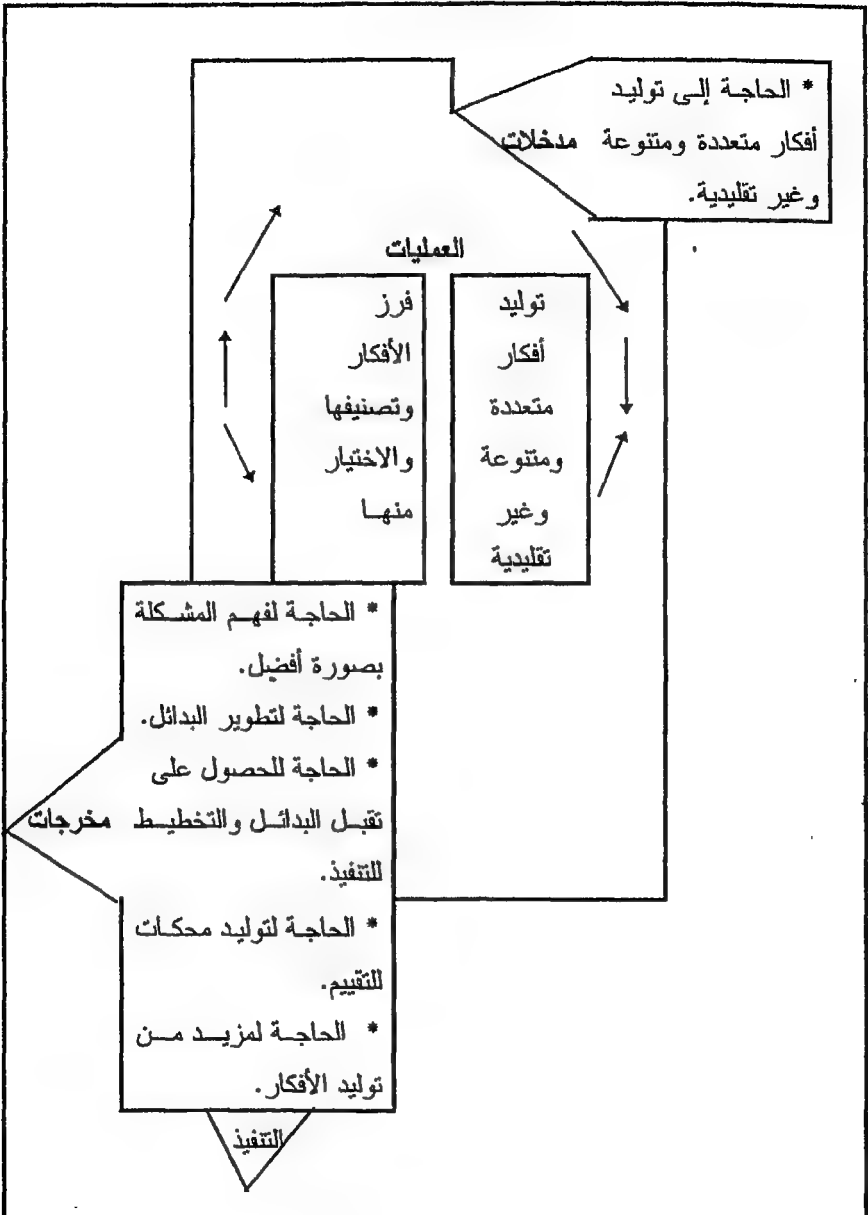 * الحاجة إلى توليد
أفكار متعددة ومتنوعة مدخلات
وغير تقليدية.
العمليات
توليد
أفكار
متعددة
ومتنوعة
وغير
تقليدية
فرز
الأفكار
وتصنيفها
والاختيار
منها
* الحاجة لفهم المشكلة
بصورة أفضل.
* الحاجة لتطوير البدائل.
* الحاجة للحصول على
تقبل البدائل والتخطيط مخرجات
للتنفيذ.
* الحاجة لتوليد محكات
للتقييم.
* الحاجة لمزيد من
توليد الأفكار.
التنفيذ